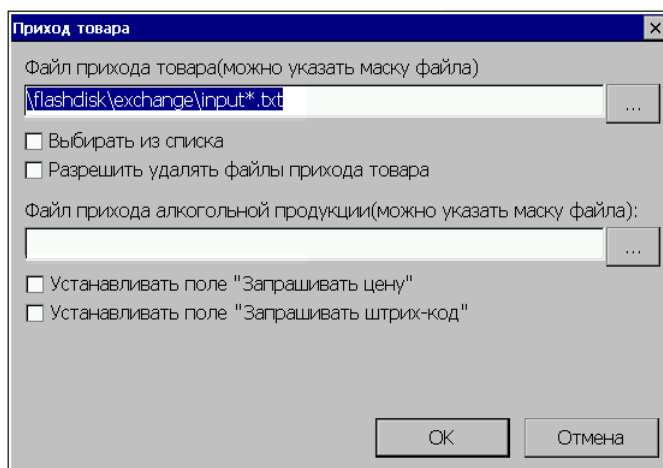 Приход товара
Файл прихода товара(можно указать маску файла)
\flashdisk\exchange\input*.txt
...
Выбирать из списка
Разрешить удалять файлы прихода товара
Файл прихода алкогольной продукции(можно указать маску файла):
...
Устанавливать поле "Запрашивать цену"
Устанавливать поле "Запрашивать штрих-код"
OK
Отмена